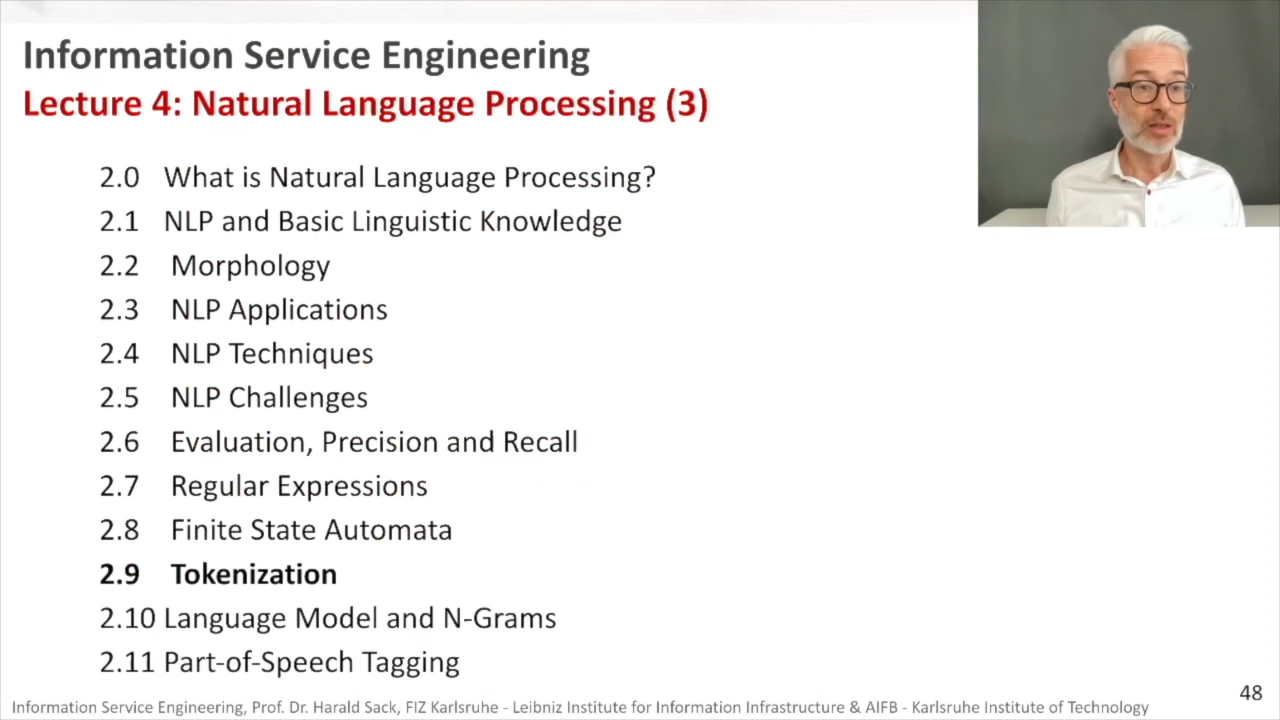 Information Service Engineering
Lecture 4: Natural Language Processing (3)
2.0 What is Natural Language Processing?
2.1 NLP and Basic Linguistic Knowledge
2.2 Morphology
2.3 NLP Applications
2.4 NLP Techniques
2.5 NLP Challenges
2.6 Evaluation, Precision and Recall
2.7 Regular Expressions
2.8 Finite State Automata
2.9 Tokenization
2.10 Language Model and N-Grams
2.11 Part-of-Speech Tagging
Information Service Engineering, Prof. Dr. Harald Sack, FIZ Karlsruhe - Leibniz Institute for Information Infrastructure & AIFB - Karlsruhe Institute of Technology
48